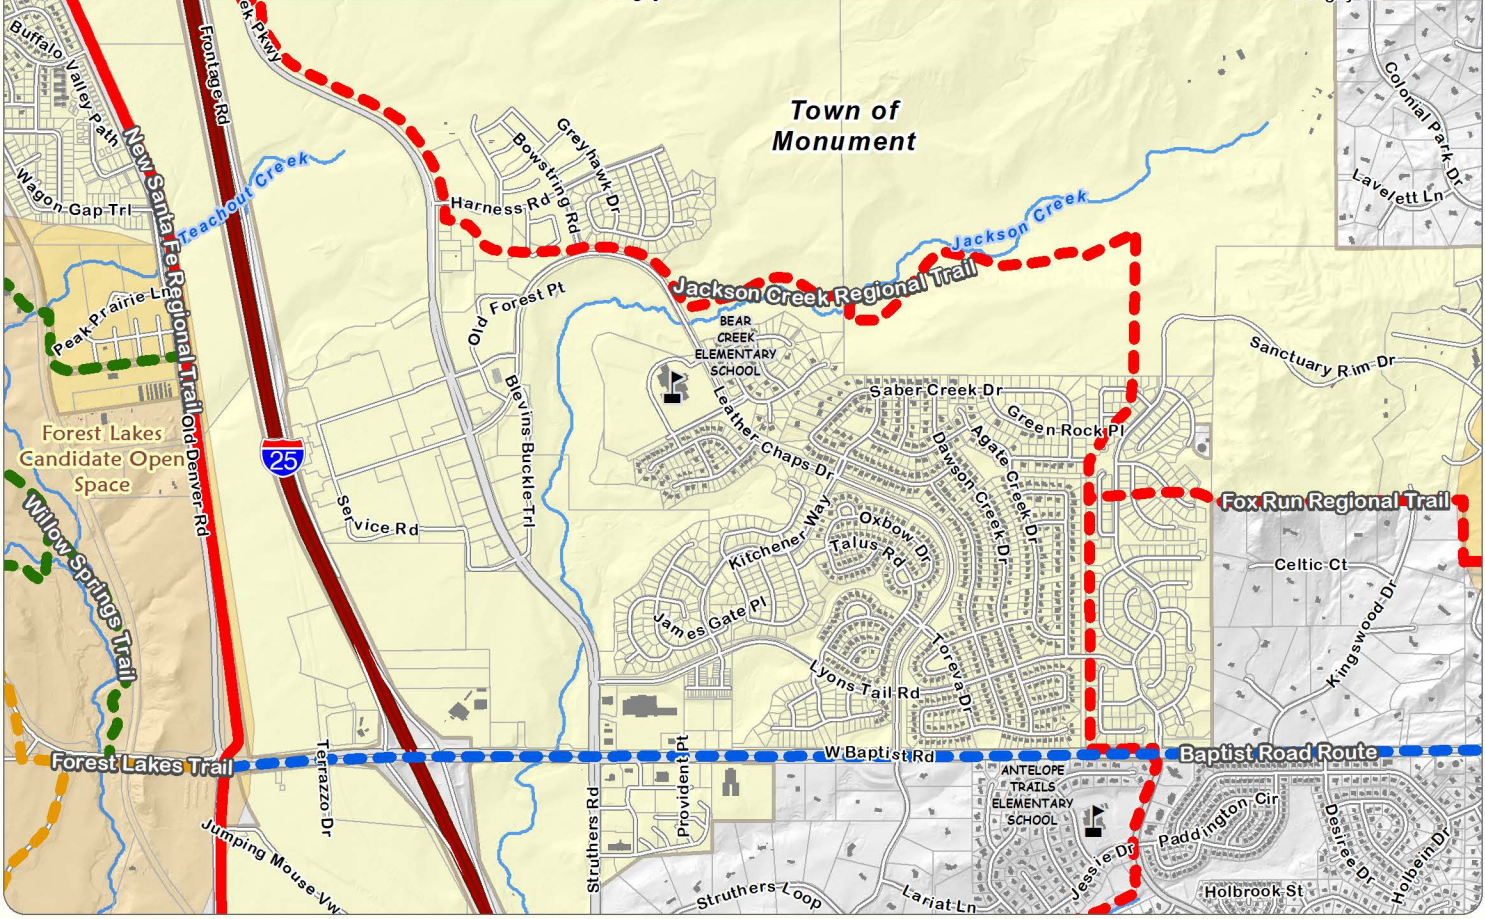 ek Pkwy
Buffalo Valley Path
Frontage Rd
Town of
Monument
Colonial Park Dr
Greyhawk Dr
Bowstring Rd
New Santa Fe Regional Trail
Teachout Creek
Wagon Gap Trl
Harness Rd
Lavelett Ln
Jackson Creek
Jackson Creek Regional Trail
Peak Prairie Ln
Old Forest Pt
BEAR
CREEK
ELEMENTARY
SCHOOL
Sanctuary Rim Dr
Saber Creek Dr
Green Rock Pl
Blevins Buckle Trl
Leather Chaps Dr
Forest Lakes
Candidate Open
Space
Old Denver Rd
25
Dawson Creek Dr
Agate Creek Dr
Fox Run Regional Trail
Willow Springs Trail
Service Rd
Kitchener Way
Oxbow Dr
Talus Rd
Celtic Ct
Kingswood Dr
James Gate Pl
Toreva Dr
Lyons Tail Rd
Forest Lakes Trail
Terrazzo Dr
W Baptist Rd
Baptist Road Route
Provident Pt
Struthers Rd
ANTELOPE
TRAILS
ELEMENTARY
SCHOOL
Paddington Cir
Desiree Dr
Holbein Dr
Jessie Dr
Jumping Mouse Vw
Struthers Loop
Lariat Ln
Holbrook St